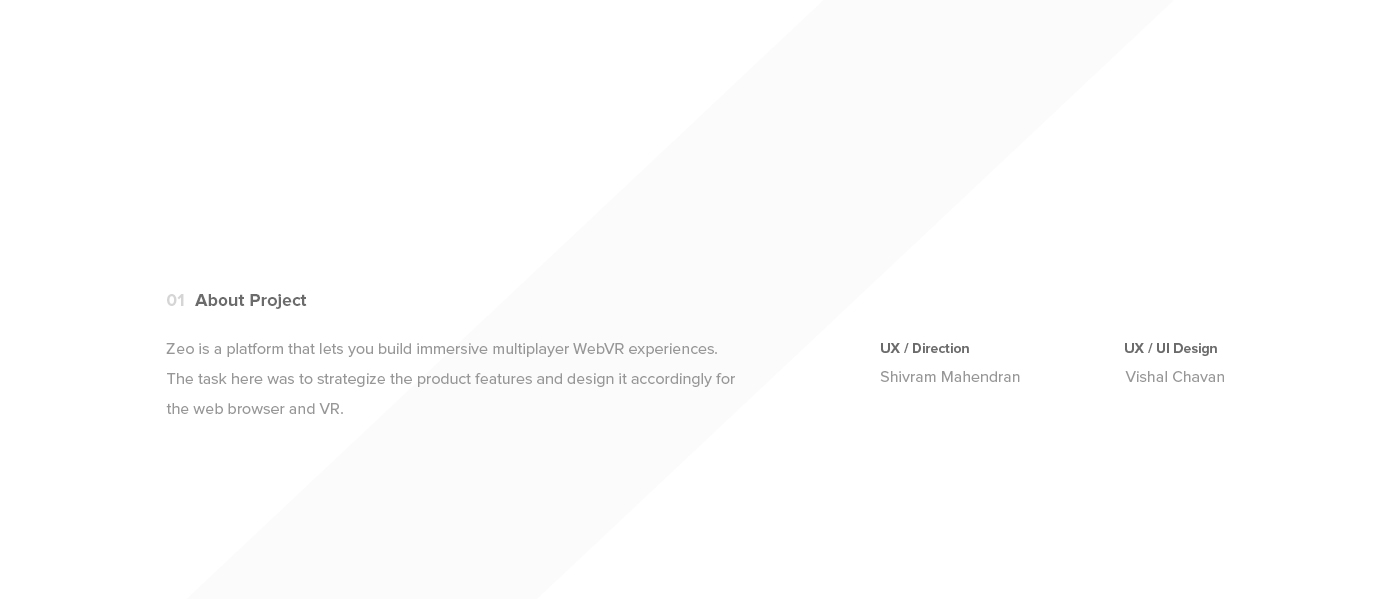 01 About Project
Zeo is a platform that lets you build immersive multiplayer WebVR experiences.
The task here was to strategize the product features and design it accordingly for
the web browser and VR.
UX / Direction
Shivram Mahendran
UX / UI Design
Vishal Chavan